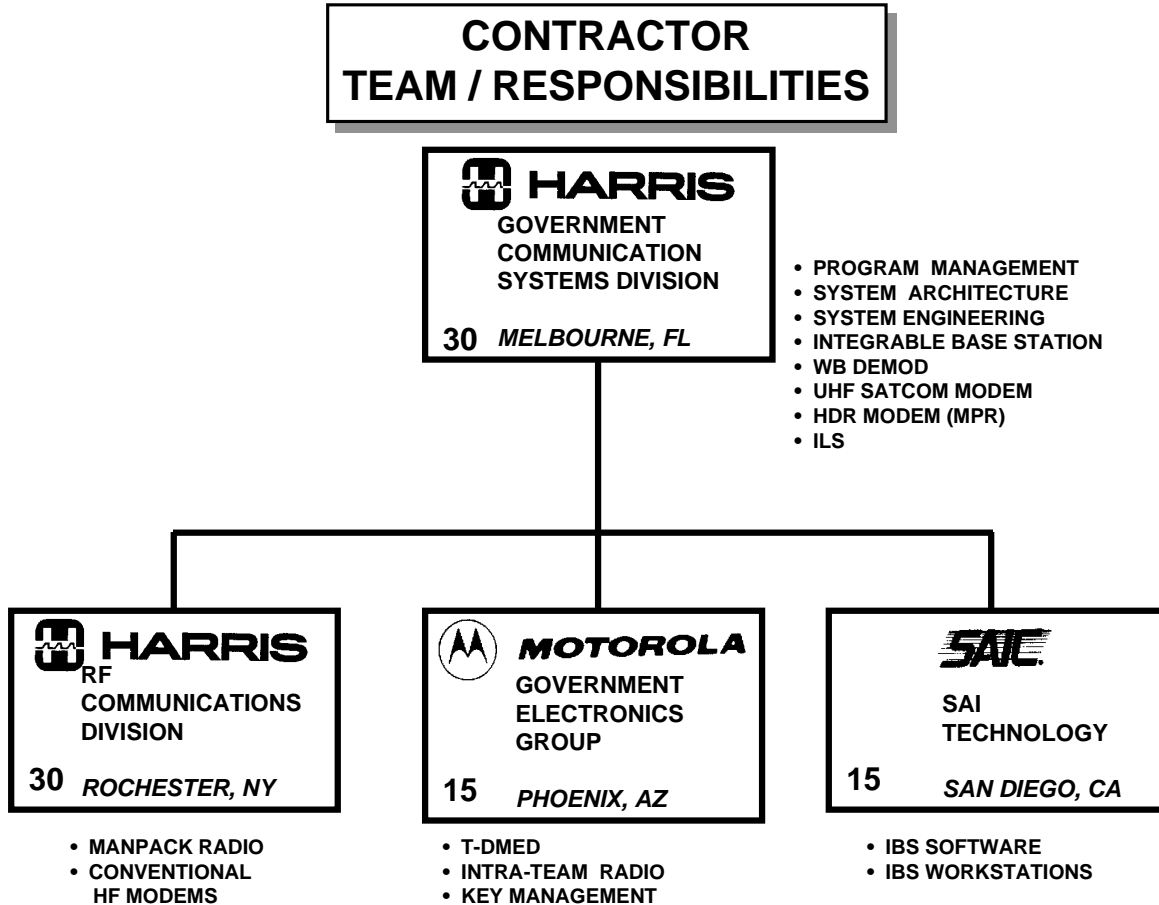 CONTRACTOR
TEAM / RESPONSIBILITIES
HARRIS
GOVERNMENT
COMMUNICATION
SYSTEMS DIVISION
30 MELBOURNE, FL
• PROGRAM MANAGEMENT
• SYSTEM ARCHITECTURE
• SYSTEM ENGINEERING
• INTEGRABLE BASE STATION
• WB DEMOD
• UHF SATCOM MODEM
• HDR MODEM (MPR)
• ILS
HARRIS
RF
COMMUNICATIONS
DIVISION
30 ROCHESTER, NY
• MANPACK RADIO
• CONVENTIONAL
HF MODEMS
MOTOROLA
GOVERNMENT
ELECTRONICS
GROUP
15 PHOENIX, AZ
• T-DMED
• INTRA-TEAM RADIO
• KEY MANAGEMENT
SAIC.
SAI
TECHNOLOGY
15 SAN DIEGO, CA
• IBS SOFTWARE
• IBS WORKSTATIONS